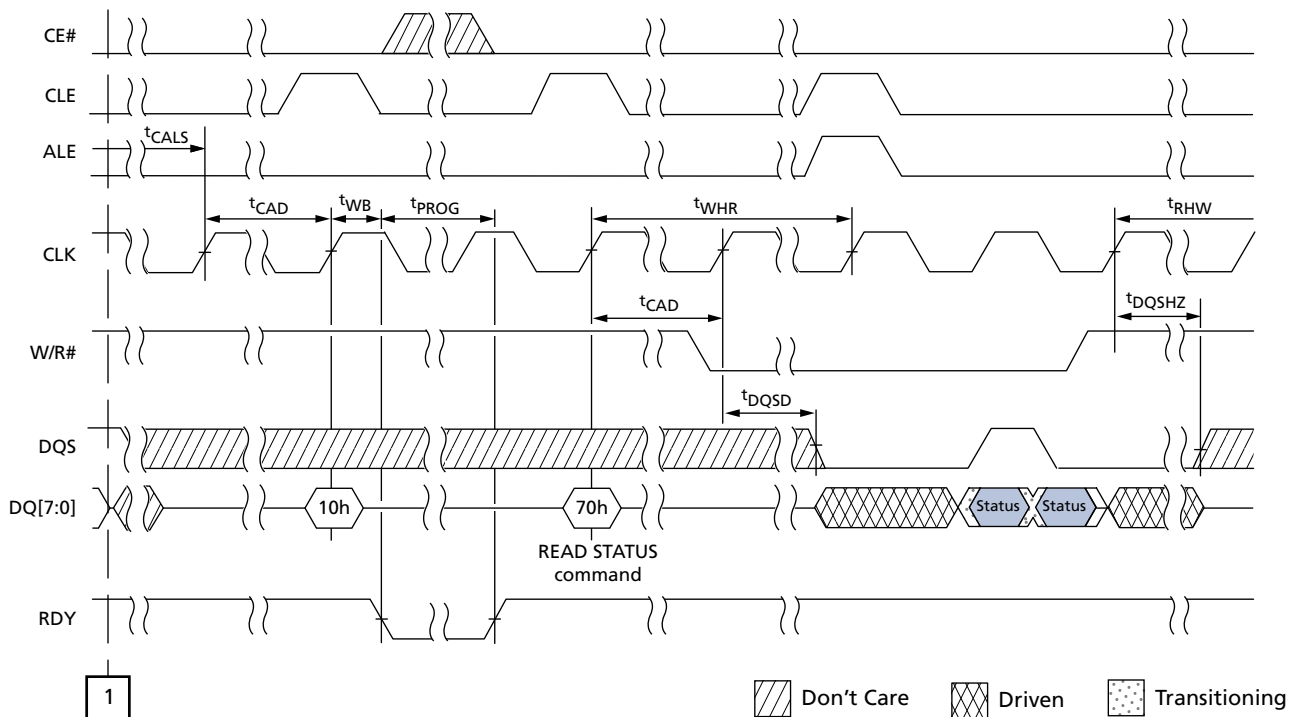 CE#
CLE
tCALS
ALE
tCAD tWB tPROG tWHR tRHW
CLK
tCAD tDQSHZ
W/R#
tDQSD
DQS
DQ[7:0] 10h 70h Status Status
READ STATUS
command
RDY
1 Don't Care Driven Transitioning